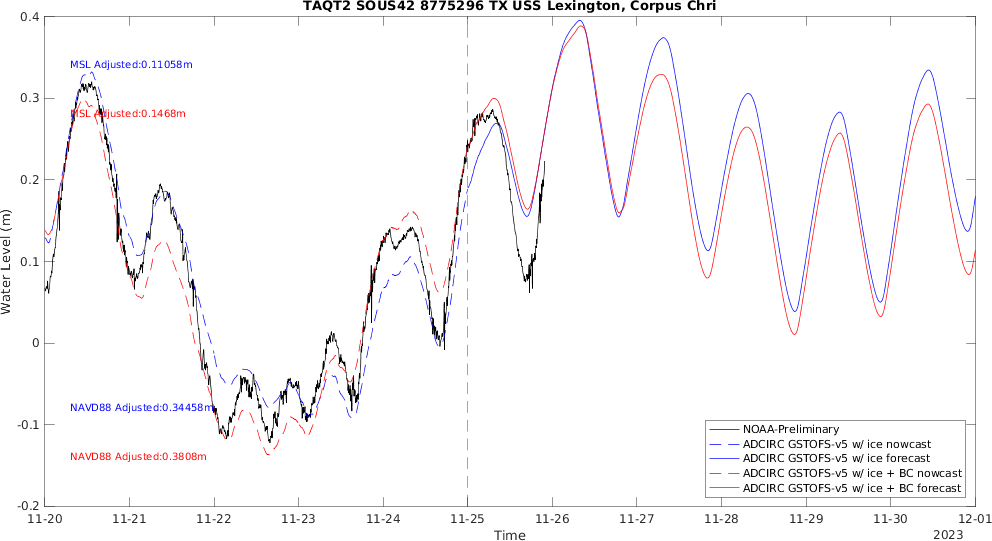 TAQT2 SOUS42 8775296 TX USS Lexington, Corpus Chri
0.4
0.3
0.2
0.1
0
-0.1
-0.2
Water Level (m)
MSL Adjusted:0.11058m
MSL Adjusted:0.1468m
NAVD88 Adjusted:0.34458m
NAVD88 Adjusted:0.3808m
NOAA-Preliminary
ADCIRC GSTOFS-v5 w/ ice nowcast
ADCIRC GSTOFS-v5 w/ ice forecast
ADCIRC GSTOFS-v5 w/ ice + BC nowcast
ADCIRC GSTOFS-v5 w/ ice + BC forecast
11-20 11-21 11-22 11-23 11-24 11-25 11-26 11-27 11-28 11-29 11-30 12-01
Time
2023